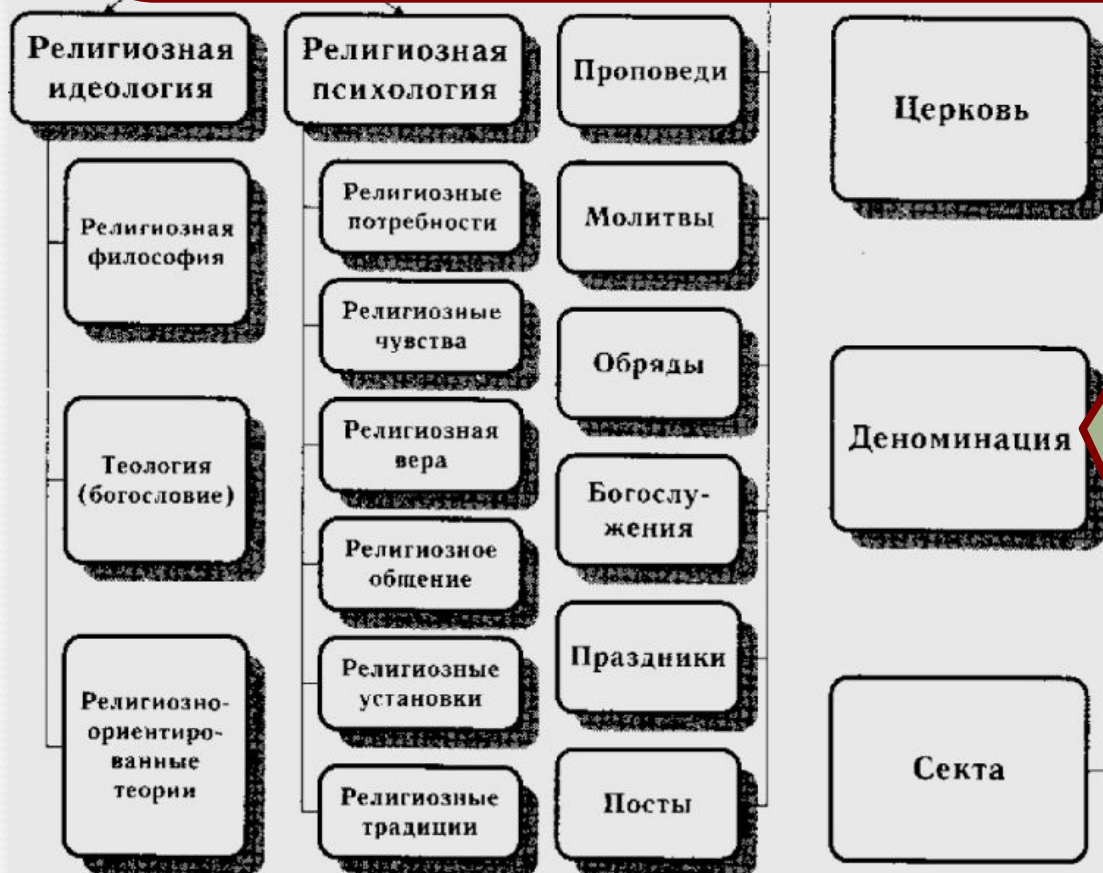 Религиозная
идеология
Религиозная
философия
Теология
(богословие)
Религиозно-
ориентиро-
ванные
теории
Религиозная
психология
Религиозные
потребности
Религиозные
чувства
Религиозная
вера
Религиозное
общение
Религиозные
установки
Религиозные
традиции
Проповеди
Молитвы
Обряды
Богослу-
жения
Праздники
Посты
Церковь
Деноминация
Секта